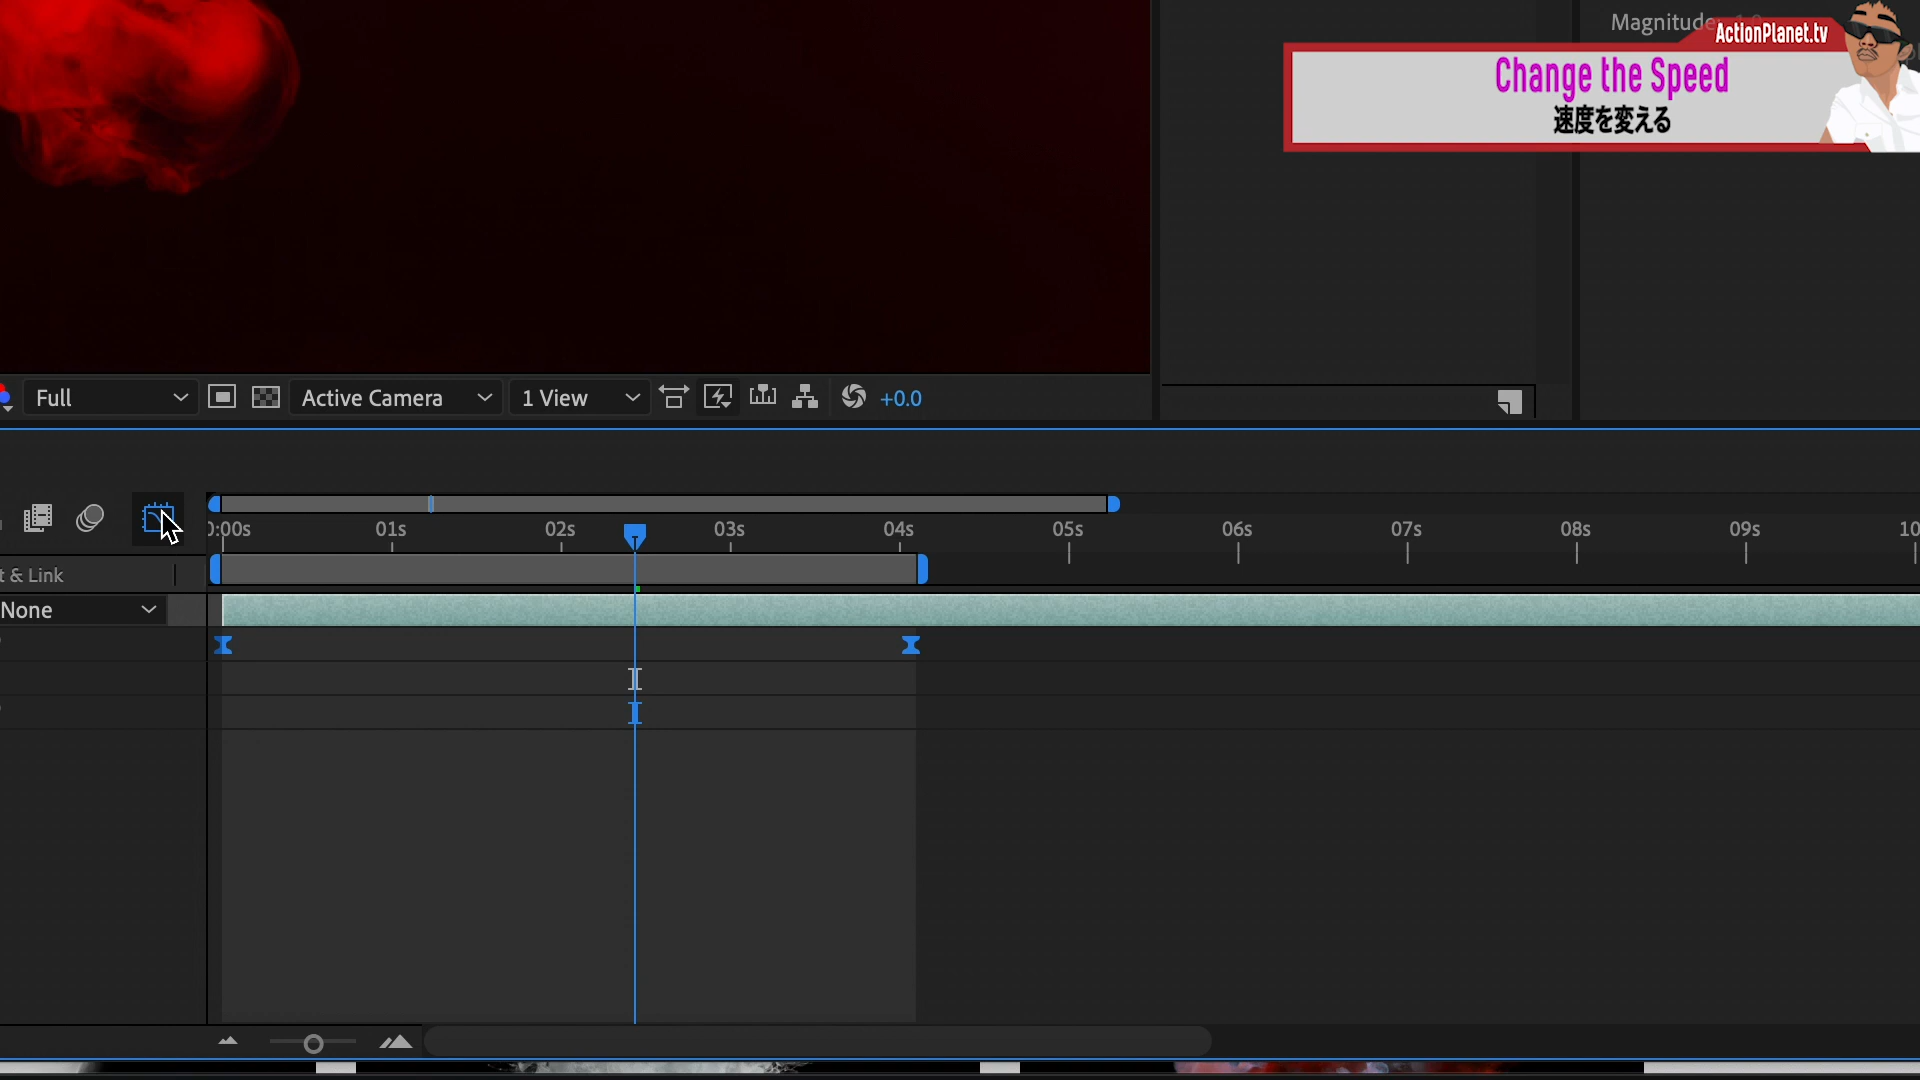 Magnitude
ActionPlanet.tv
Change the Speed
速度を変える
Full
Active Camera
1 View
+0.0
0:00s 01s 02s 03s 04s 05s 06s 07s 08s 09s 10
t & Link
None